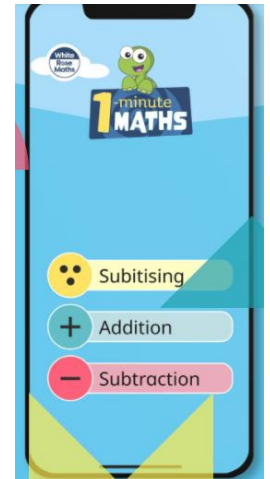 White
Rose
Maths
1-minute
MATHS
Subitising
+ Addition
− Subtraction